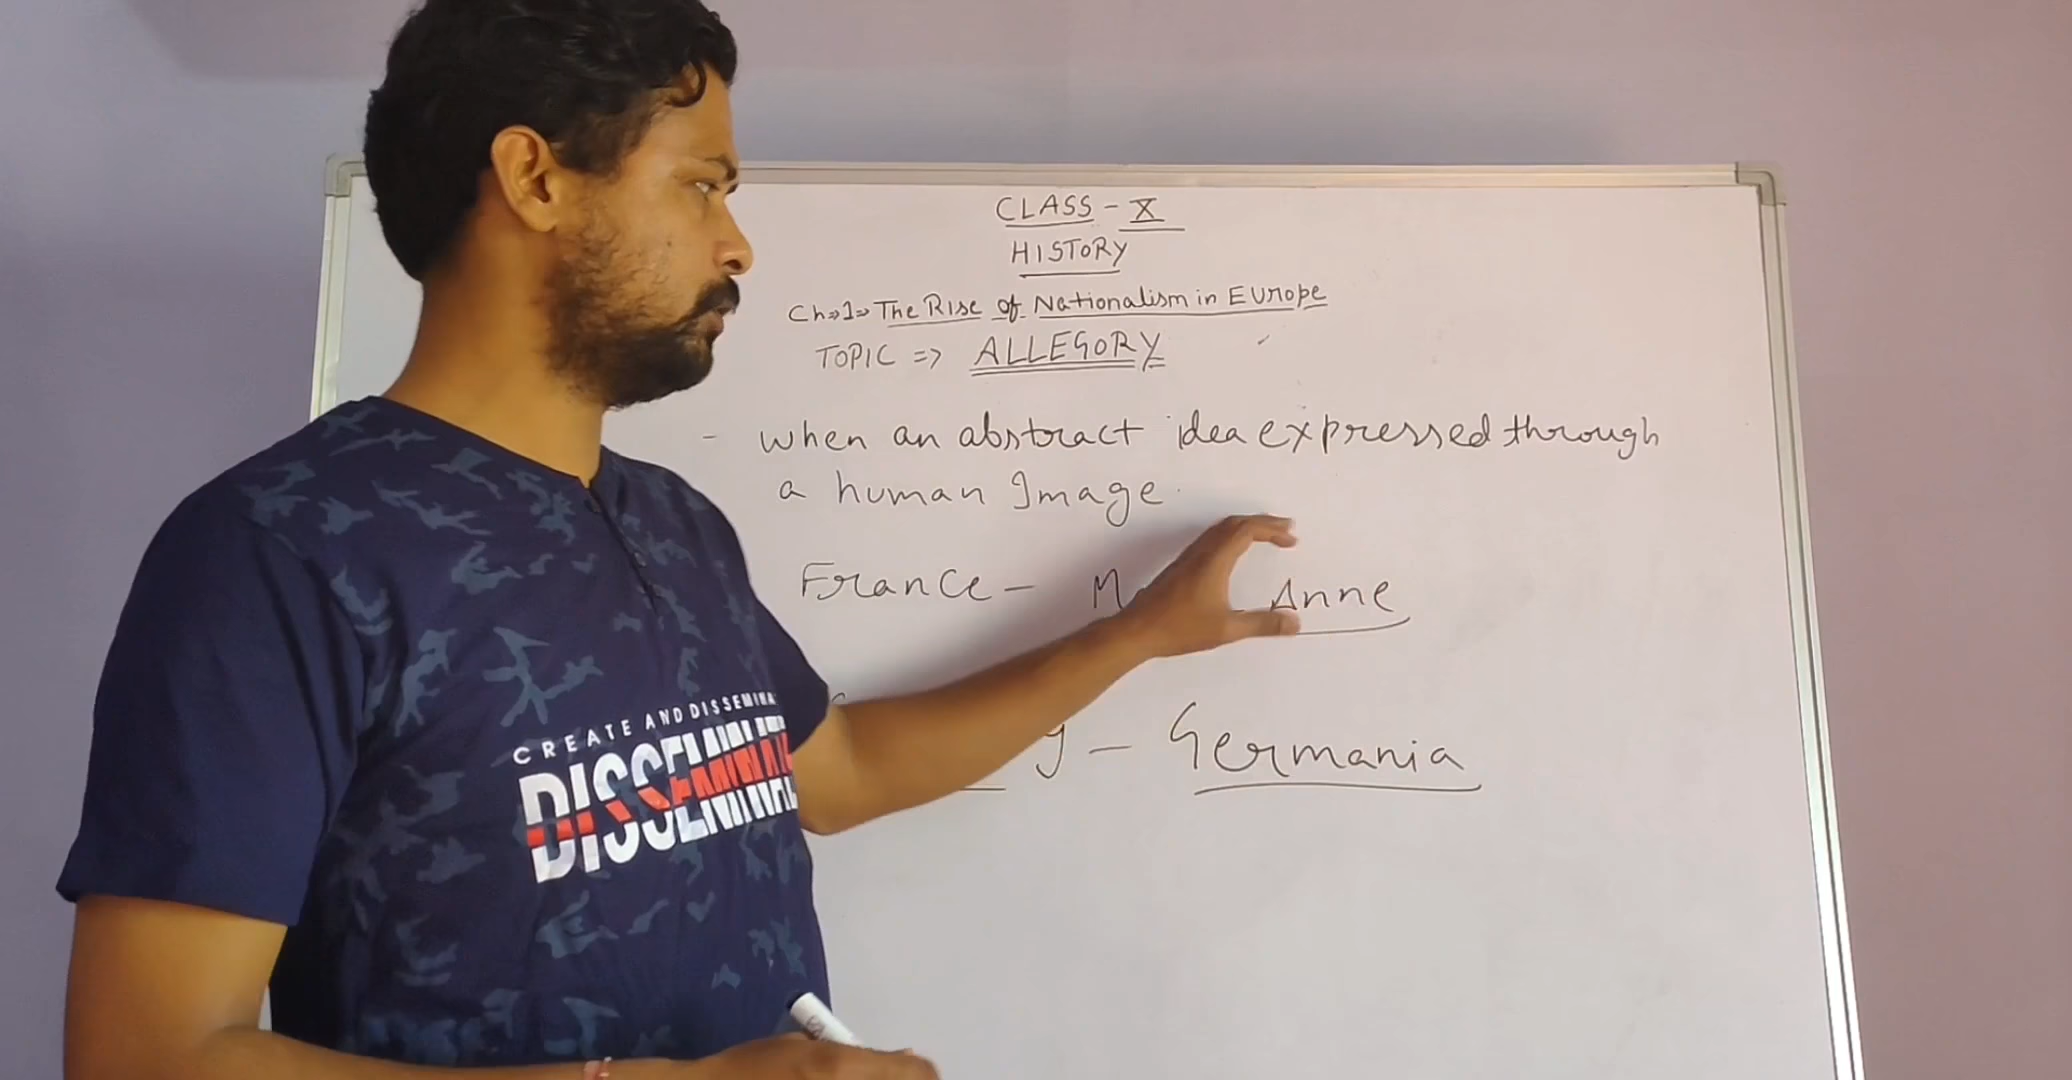 CLASS - X
HISTORY
Ch⇒1⇒ The Rise of Nationalism in Europe
TOPIC => ALLEGORY
- when an abstract idea expressed through
a human Image.
France - Anne
- Germania
CREATE AND DISSEMINA
DISSEMINATE